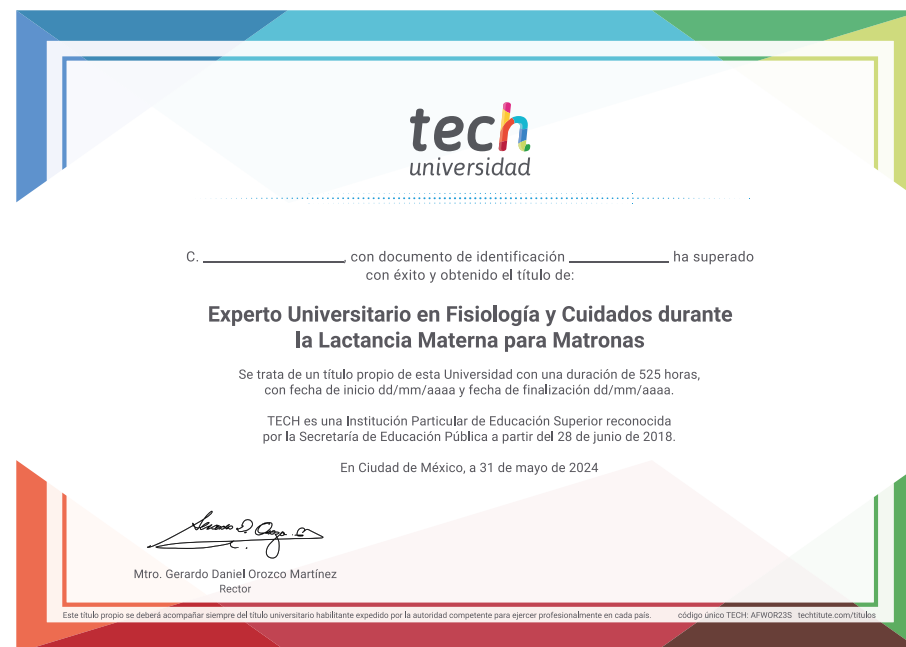 tech
universidad
C. ____________________, con documento de identificación ______________ ha superado
con éxito y obtenido el título de:
Experto Universitario en Fisiología y Cuidados durante
la Lactancia Materna para Matronas
Se trata de un título propio de esta Universidad con una duración de 525 horas,
con fecha de inicio dd/mm/aaaa y fecha de finalización dd/mm/aaaa.
TECH es una Institución Particular de Educación Superior reconocida
por la Secretaría de Educación Pública a partir del 28 de junio de 2018.
En Ciudad de México, a 31 de mayo de 2024
Mtro. Gerardo Daniel Orozco Martínez
Rector
Este título propio se deberá acompañar siempre del título universitario habilitante expedido por la autoridad competente para ejercer profesionalmente en cada país. código único TECH: AFWOR23S techtitute.com/titulos